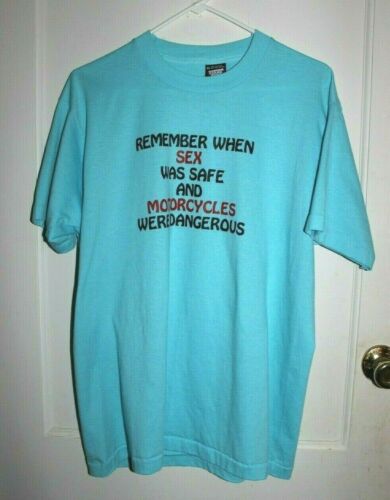 REMEMBER WHEN
SEX
WAS SAFE
AND
MOTORCYCLES
WERE DANGEROUS